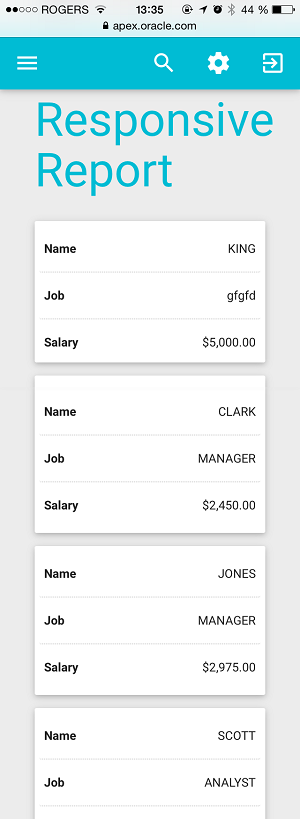 ROGERS 13:35 44 %
apex.oracle.com
Responsive
Report
Name KING
Job gfgfd
Salary $5,000.00
Name CLARK
Job MANAGER
Salary $2,450.00
Name JONES
Job MANAGER
Salary $2,975.00
Name SCOTT
Job ANALYST